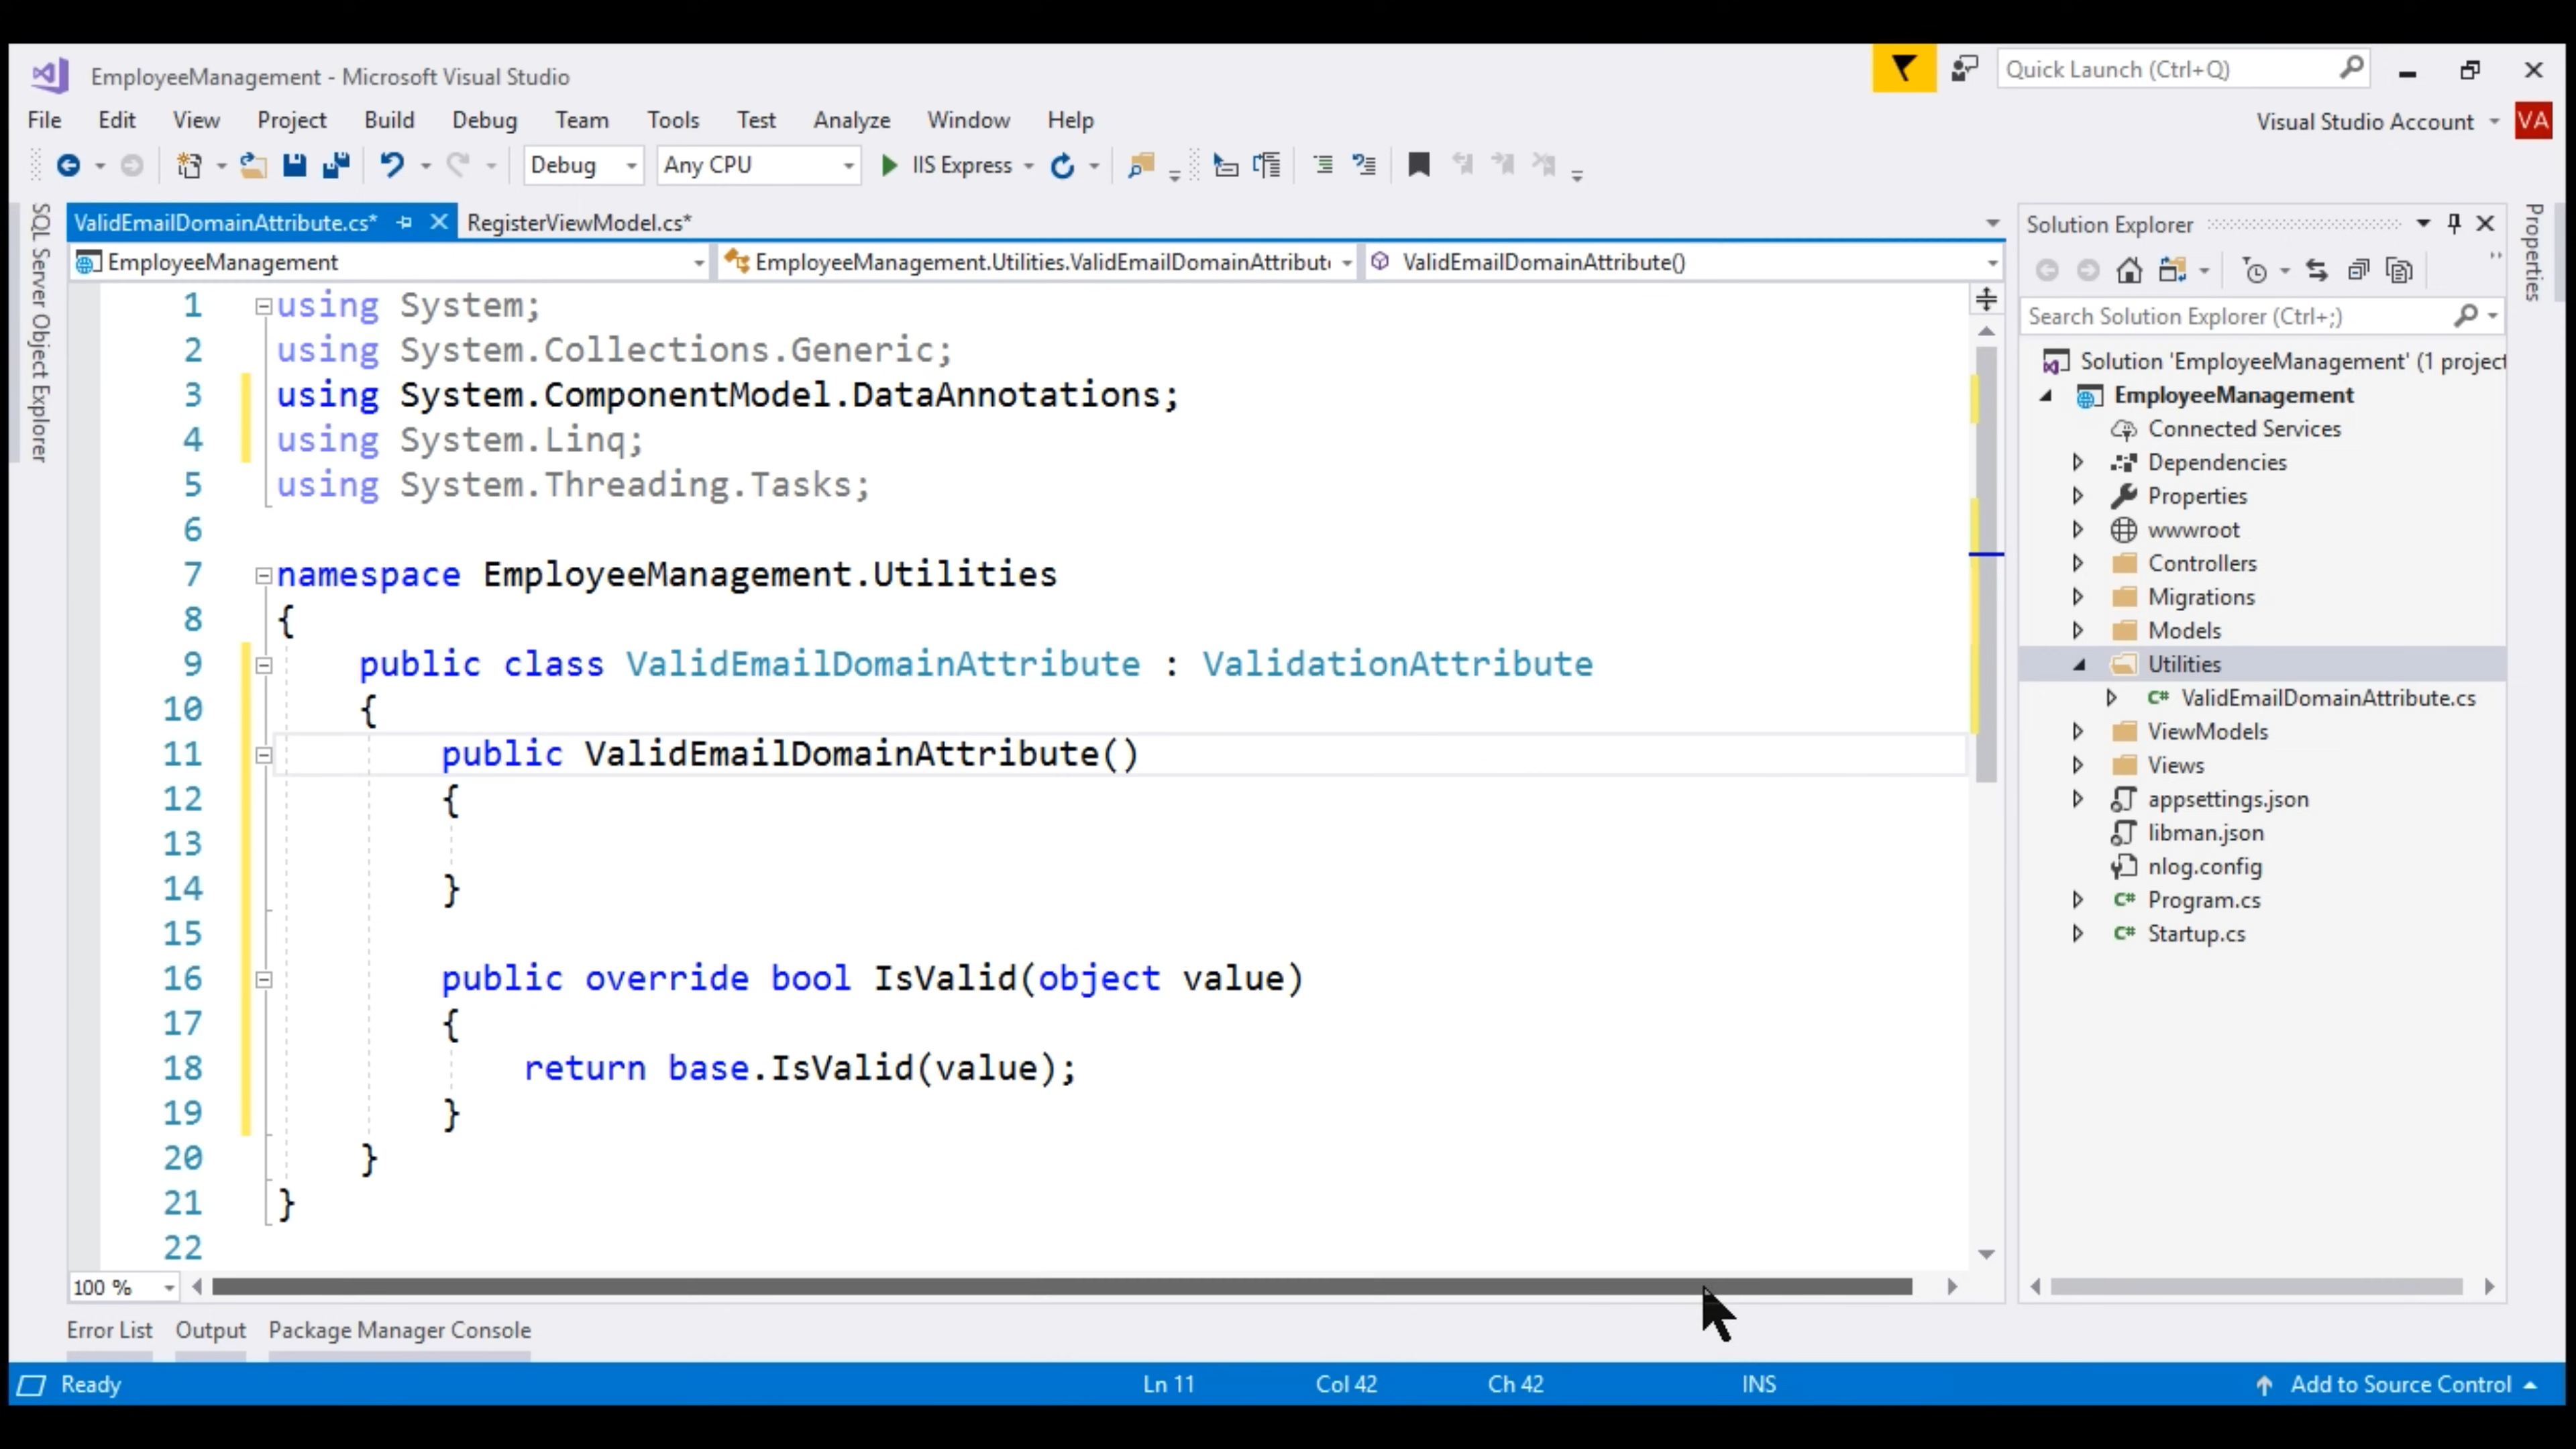 EmployeeManagement - Microsoft Visual Studio
Quick Launch (Ctrl+Q)
File Edit View Project Build Debug Team Tools Test Analyze Window Help
Visual Studio Account VA
Debug Any CPU IIS Express
SQL Server Object Explorer
ValidEmailDomainAttribute.cs* RegisterViewModel.cs*
EmployeeManagement EmployeeManagement.Utilities.ValidEmailDomainAttribut ValidEmailDomainAttribute()
1 using System;
2 using System.Collections.Generic;
3 using System.ComponentModel.DataAnnotations;
4 using System.Linq;
5 using System.Threading.Tasks;
6
7 namespace EmployeeManagement.Utilities
8 {
9 public class ValidEmailDomainAttribute : ValidationAttribute
10 {
11 public ValidEmailDomainAttribute()
12 {
13
14 }
15
16 public override bool IsValid(object value)
17 {
18 return base.IsValid(value);
19 }
20 }
21 }
22
100 %
Error List Output Package Manager Console
Solution Explorer
Search Solution Explorer (Ctrl+;)
Solution 'EmployeeManagement' (1 project
EmployeeManagement
Connected Services
Dependencies
Properties
wwwroot
Controllers
Migrations
Models
Utilities
C# ValidEmailDomainAttribute.cs
ViewModels
Views
appsettings.json
libman.json
nlog.config
C# Program.cs
C# Startup.cs
Properties
Ready Ln 11 Col 42 Ch 42 INS Add to Source Control